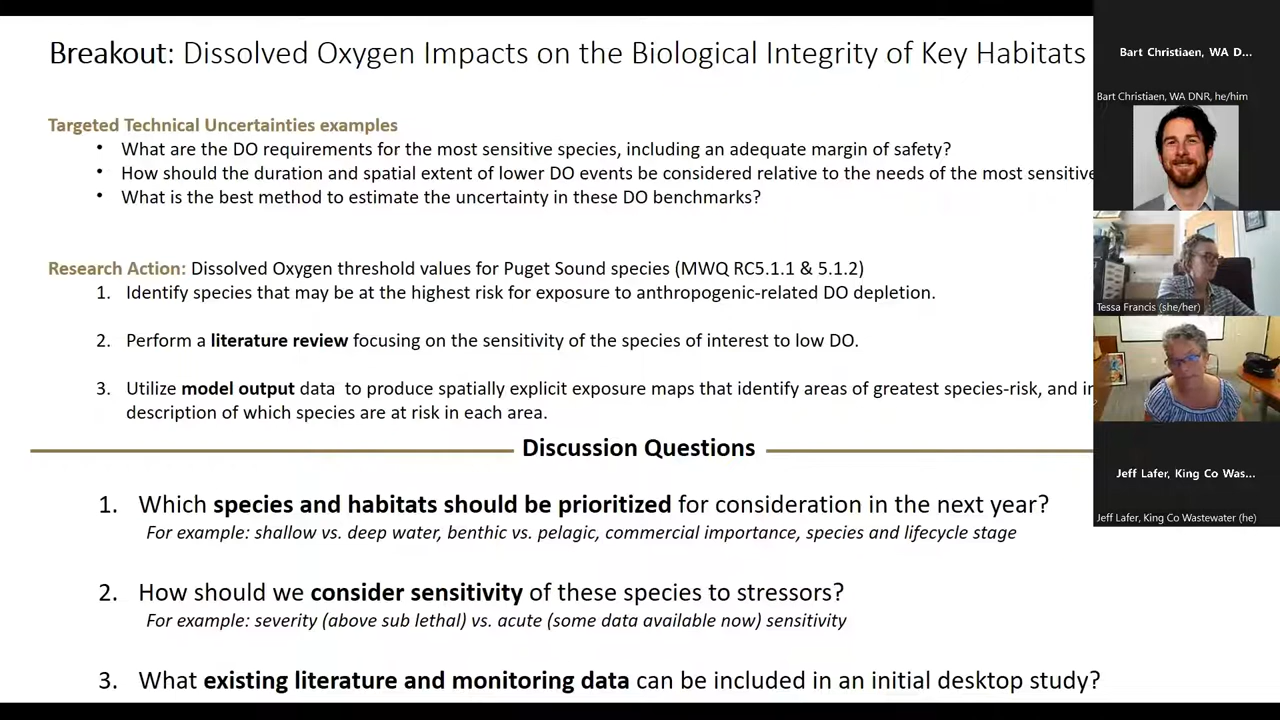 Breakout: Dissolved Oxygen Impacts on the Biological Integrity of Key Habitats
Targeted Technical Uncertainties examples
• What are the DO requirements for the most sensitive species, including an adequate margin of safety?
• How should the duration and spatial extent of lower DO events be considered relative to the needs of the most sensitive
• What is the best method to estimate the uncertainty in these DO benchmarks?
Research Action: Dissolved Oxygen threshold values for Puget Sound species (MWQ RC5.1.1 & 5.1.2)
1. Identify species that may be at the highest risk for exposure to anthropogenic-related DO depletion.
2. Perform a literature review focusing on the sensitivity of the species of interest to low DO.
3. Utilize model output data to produce spatially explicit exposure maps that identify areas of greatest species-risk, and
description of which species are at risk in each area.
Discussion Questions
1. Which species and habitats should be prioritized for consideration in the next year?
For example: shallow vs. deep water, benthic vs. pelagic, commercial importance, species and lifecycle stage
2. How should we consider sensitivity of these species to stressors?
For example: severity (above sub lethal) vs. acute (some data available now) sensitivity
3. What existing literature and monitoring data can be included in an initial desktop study?
Bart Christiaen, WA D...
Bart Christiaen, WA DNR, he/him
Tessa Francis (she/her)
Jeff Lafer, King Co Was...
Jeff Lafer, King Co Wastewater (he)